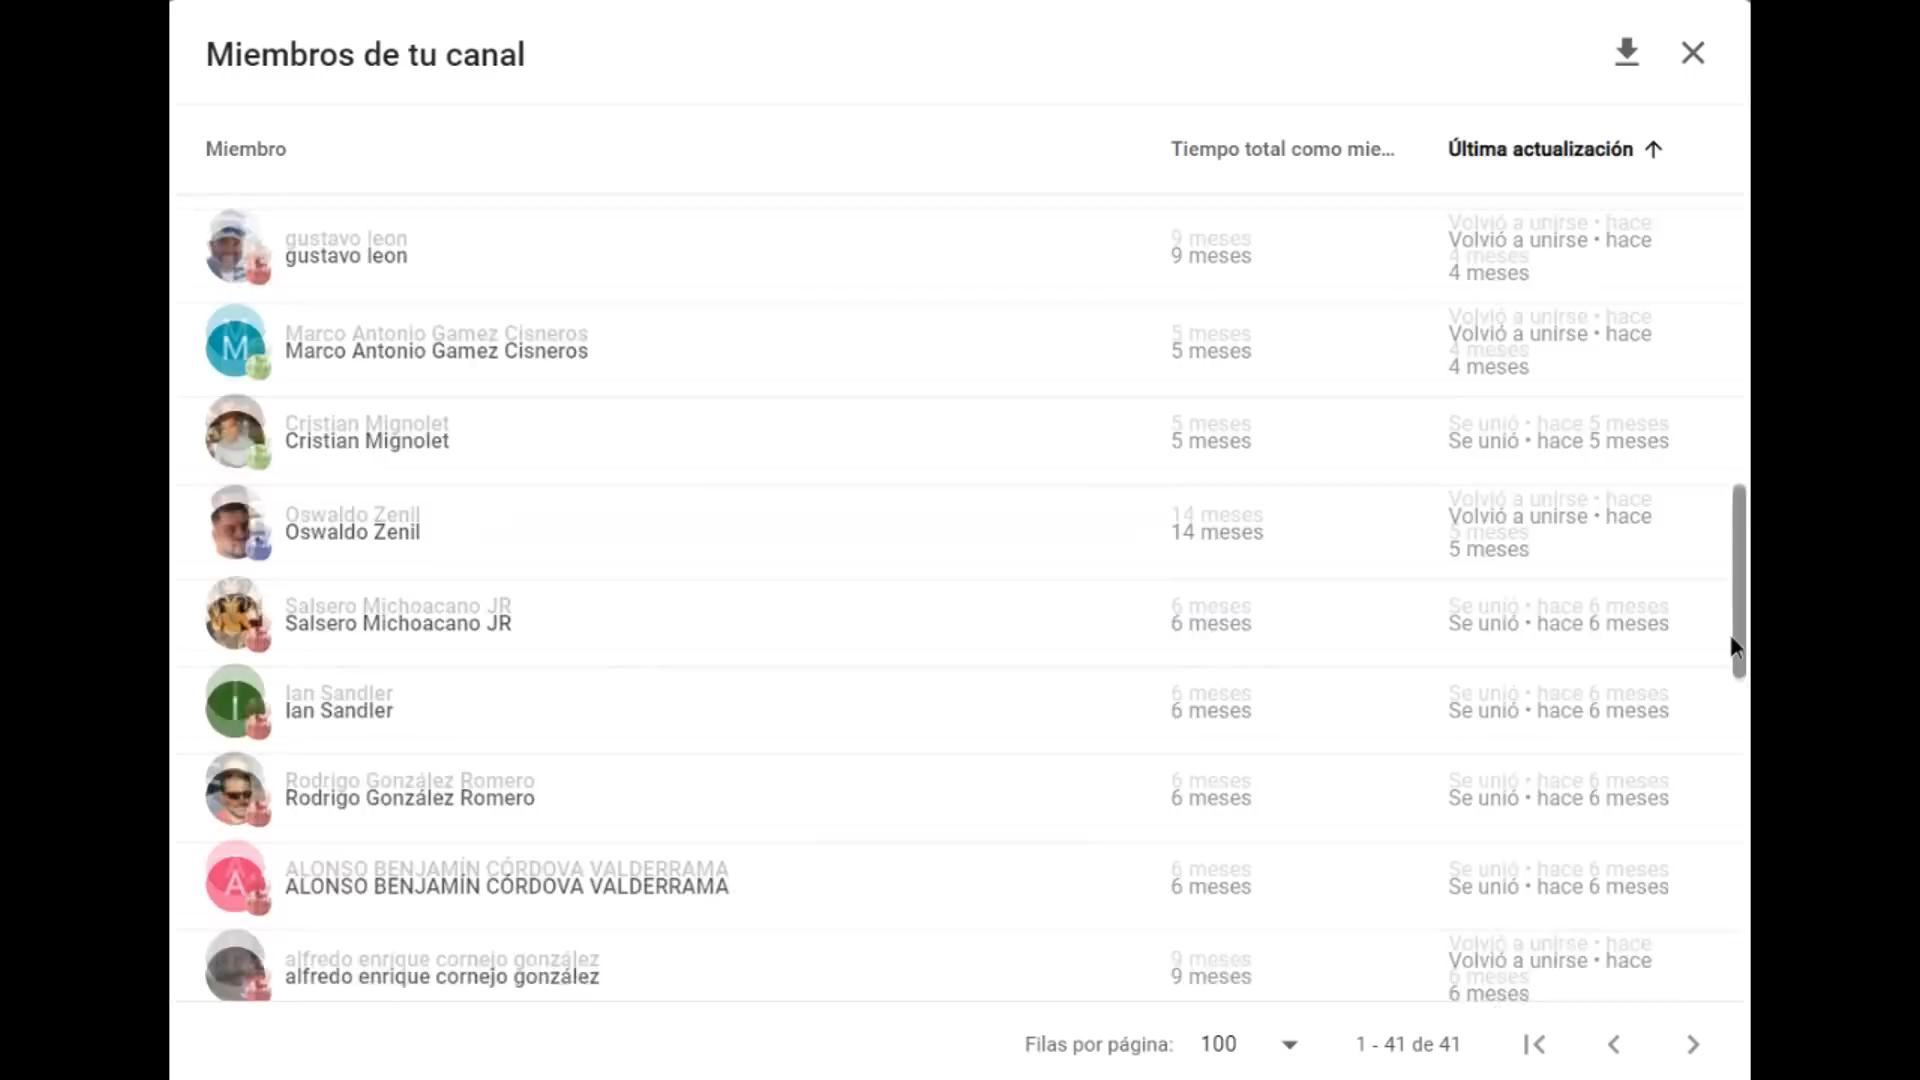 Miembros de tu canal
Miembro
Tiempo total como mie...
Última actualización
gustavo leon
9 meses
Volvió a unirse • hace
4 meses
M
Marco Antonio Gamez Cisneros
5 meses
Volvió a unirse • hace
4 meses
Cristian Mignolet
5 meses
Se unió • hace 5 meses
Oswaldo Zenil
14 meses
Volvió a unirse • hace
5 meses
Salsero Michoacano JR
6 meses
Se unió • hace 6 meses
I
Ian Sandler
6 meses
Se unió • hace 6 meses
Rodrigo González Romero
6 meses
Se unió • hace 6 meses
A
ALONSO BENJAMÍN CÓRDOVA VALDERRAMA
6 meses
Se unió • hace 6 meses
alfredo enrique cornejo gonzález
9 meses
Volvió a unirse • hace
6 meses
Filas por página:
100
1 - 41 de 41